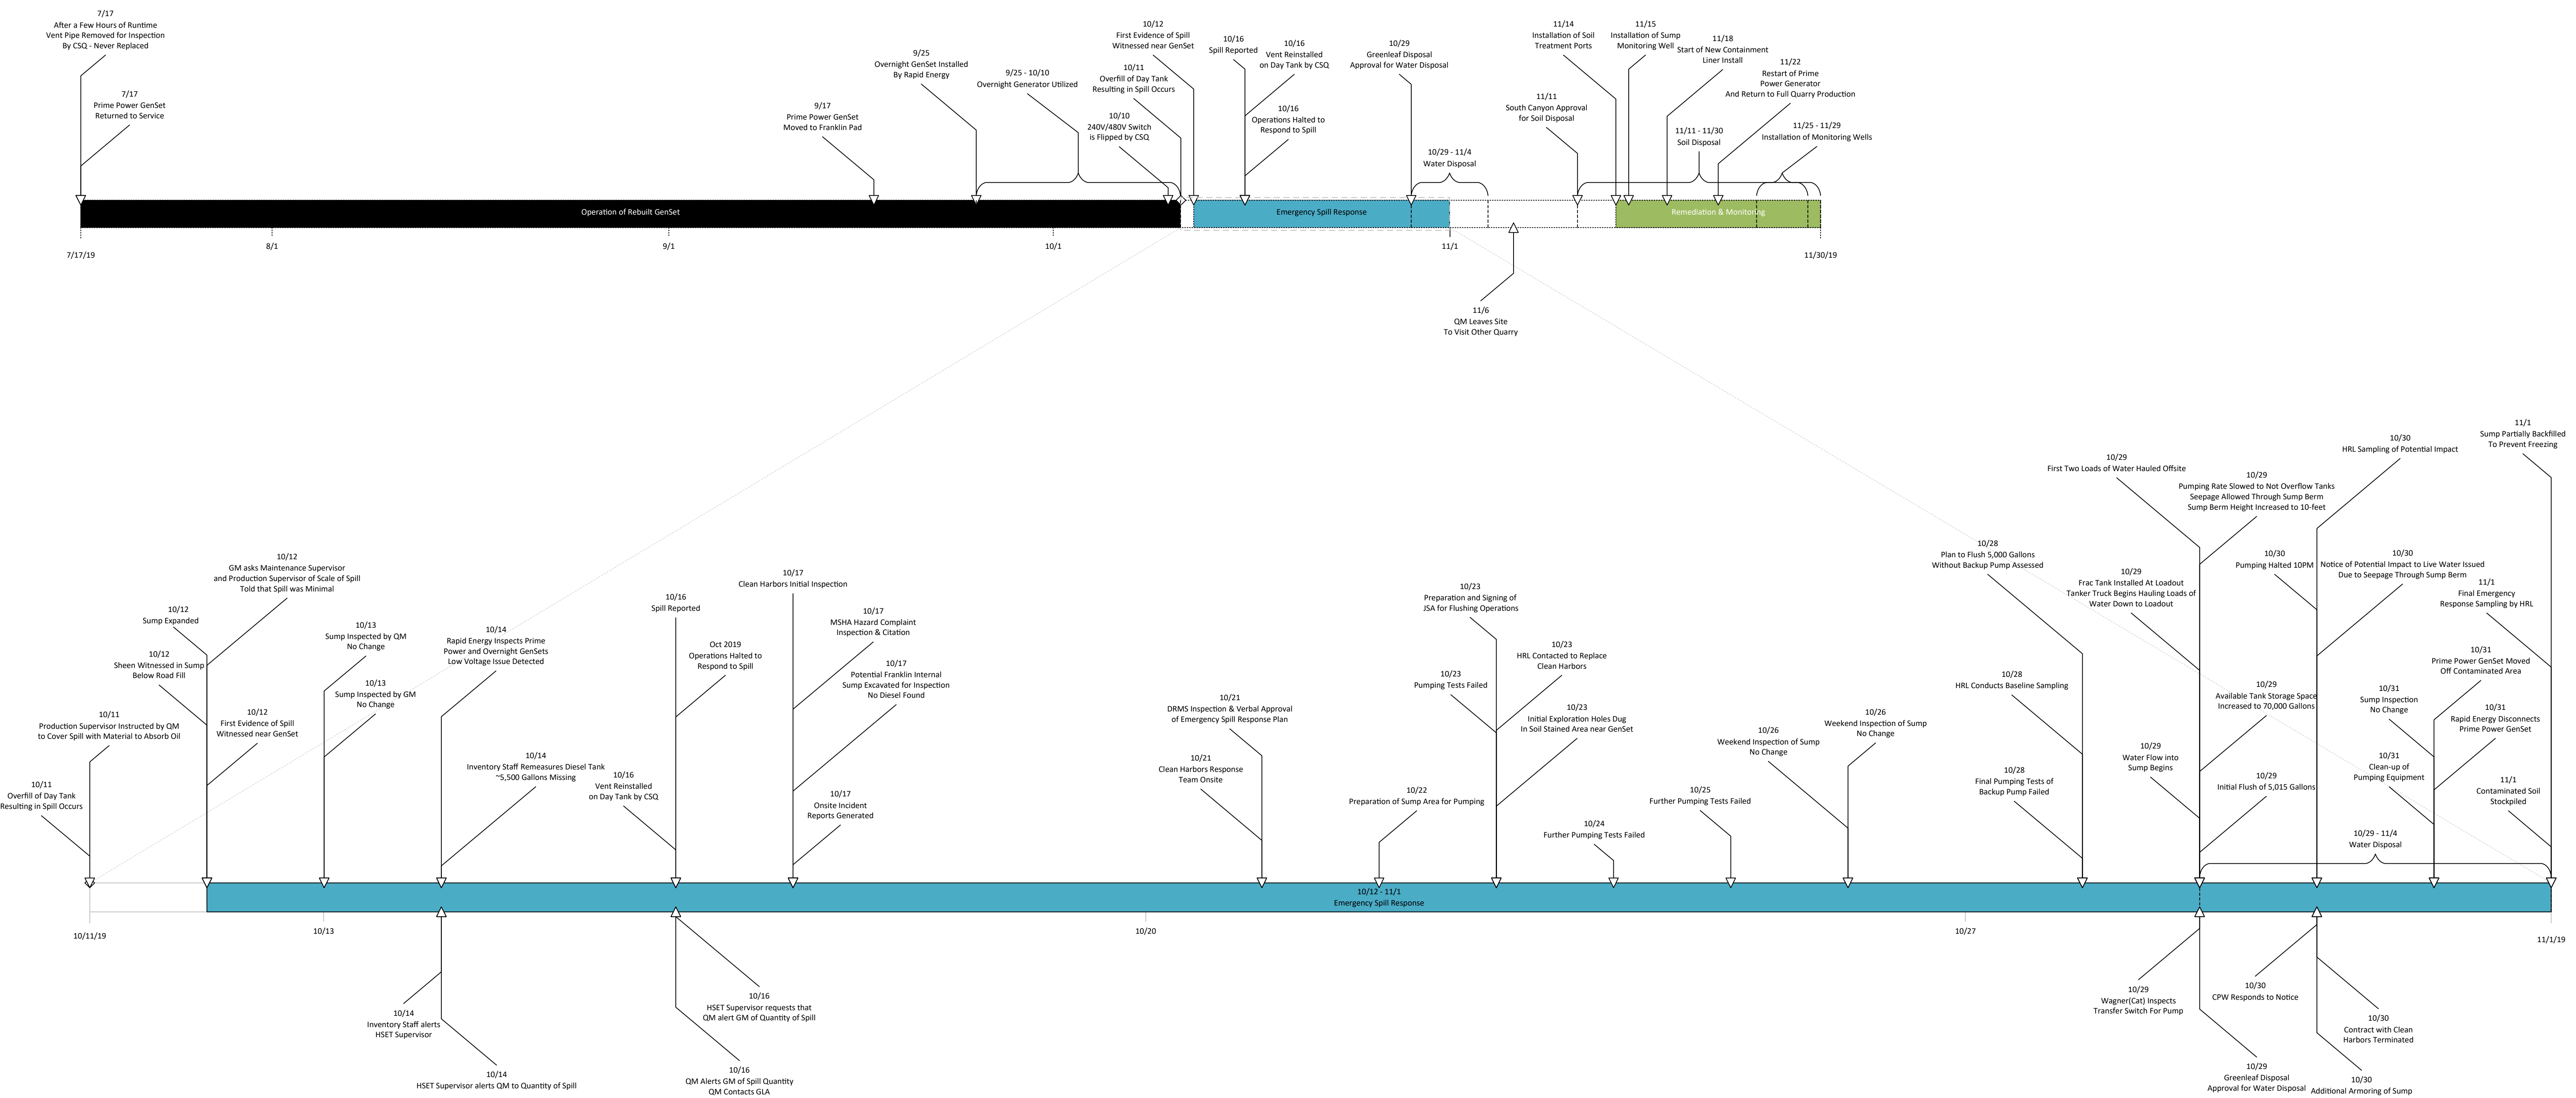 7/17
After a Few Hours of Runtime
Vent Pipe Removed for Inspection
By CSQ - Never Replaced
7/17
Prime Power GenSet
Returned to Service
9/17
Prime Power GenSet
Moved to Franklin Pad
9/25
Overnight GenSet Installed
By Rapid Energy
9/25 - 10/10
Overnight Generator Utilized
10/10
240V/480V Switch
is Flipped by CSQ
10/11
Overfill of Day Tank
Resulting in Spill Occurs
10/12
First Evidence of Spill
Witnessed near GenSet
10/16
Spill Reported
10/16
Vent Reinstalled
on Day Tank by CSQ
10/16
Operations Halted to
Respond to Spill
10/29
Greenleaf Disposal
Approval for Water Disposal
10/29 - 11/4
Water Disposal
11/11
South Canyon Approval
for Soil Disposal
11/14
Installation of Soil
Treatment Ports
11/15
Installation of Sump
Monitoring Well
11/18
Start of New Containment
Liner Install
11/22
Restart of Prime
Power Generator
And Return to Full Quarry Production
11/11 - 11/30
Soil Disposal
11/25 - 11/29
Installation of Monitoring Wells
Operation of Rebuilt GenSet
Emergency Spill Response
Remediation & Monitoring
7/17/19
8/1
9/1
10/1
11/1
11/30/19
11/6
QM Leaves Site
To Visit Other Quarry
10/11
Overfill of Day Tank
Resulting in Spill Occurs
10/11
Production Supervisor Instructed by QM
to Cover Spill with Material to Absorb Oil
10/12
Sheen Witnessed in Sump
Below Road Fill
10/12
Sump Expanded
10/12
GM asks Maintenance Supervisor
and Production Supervisor of Scale of Spill
Told that Spill was Minimal
10/12
First Evidence of Spill
Witnessed near GenSet
10/13
Sump Inspected by QM
No Change
10/13
Sump Inspected by GM
No Change
10/14
Rapid Energy Inspects Prime
Power and Overnight GenSets
Low Voltage Issue Detected
10/14
Inventory Staff Remeasures Diesel Tank
~5,500 Gallons Missing
10/16
Vent Reinstalled
on Day Tank by CSQ
10/16
Spill Reported
Oct 2019
Operations Halted to
Respond to Spill
10/17
Clean Harbors Initial Inspection
10/17
MSHA Hazard Complaint
Inspection & Citation
10/17
Potential Franklin Internal
Sump Excavated for Inspection
No Diesel Found
10/17
Onsite Incident
Reports Generated
10/21
DRMS Inspection & Verbal Approval
of Emergency Spill Response Plan
10/21
Clean Harbors Response
Team Onsite
10/22
Preparation of Sump Area for Pumping
10/23
Preparation and Signing of
JSA for Flushing Operations
10/23
Pumping Tests Failed
10/23
HRL Contacted to Replace
Clean Harbors
10/23
Initial Exploration Holes Dug
In Soil Stained Area near GenSet
10/24
Further Pumping Tests Failed
10/25
Further Pumping Tests Failed
10/26
Weekend Inspection of Sump
No Change
10/26
Weekend Inspection of Sump
No Change
10/28
Plan to Flush 5,000 Gallons
Without Backup Pump Assessed
10/28
HRL Conducts Baseline Sampling
10/28
Final Pumping Tests of
Backup Pump Failed
10/29
First Two Loads of Water Hauled Offsite
10/29
Pumping Rate Slowed to Not Overflow Tanks
Seepage Allowed Through Sump Berm
Sump Berm Height Increased to 10-feet
10/29
Frac Tank Installed At Loadout
Tanker Truck Begins Hauling Loads of
Water Down to Loadout
10/29
Available Tank Storage Space
Increased to 70,000 Gallons
10/29
Water Flow into
Sump Begins
10/29
Initial Flush of 5,015 Gallons
10/30
HRL Sampling of Potential Impact
10/30
Pumping Halted 10PM
10/30
Notice of Potential Impact to Live Water Issued
Due to Seepage Through Sump Berm
10/31
Prime Power GenSet Moved
Off Contaminated Area
10/31
Sump Inspection
No Change
10/31
Rapid Energy Disconnects
Prime Power GenSet
10/31
Clean-up of
Pumping Equipment
11/1
Sump Partially Backfilled
To Prevent Freezing
11/1
Final Emergency
Response Sampling by HRL
11/1
Contaminated Soil
Stockpiled
10/29 - 11/4
Water Disposal
10/12 - 11/1
Emergency Spill Response
10/11/19
10/13
10/20
10/27
11/1/19
10/14
Inventory Staff alerts
HSET Supervisor
10/14
HSET Supervisor alerts QM to Quantity of Spill
10/16
HSET Supervisor requests that
QM alert GM of Quantity of Spill
10/16
QM Alerts GM of Spill Quantity
QM Contacts GLA
10/29
Wagner(Cat) Inspects
Transfer Switch For Pump
10/29
Greenleaf Disposal
Approval for Water Disposal
10/30
CPW Responds to Notice
10/30
Contract with Clean
Harbors Terminated
10/30
Additional Armoring of Sump